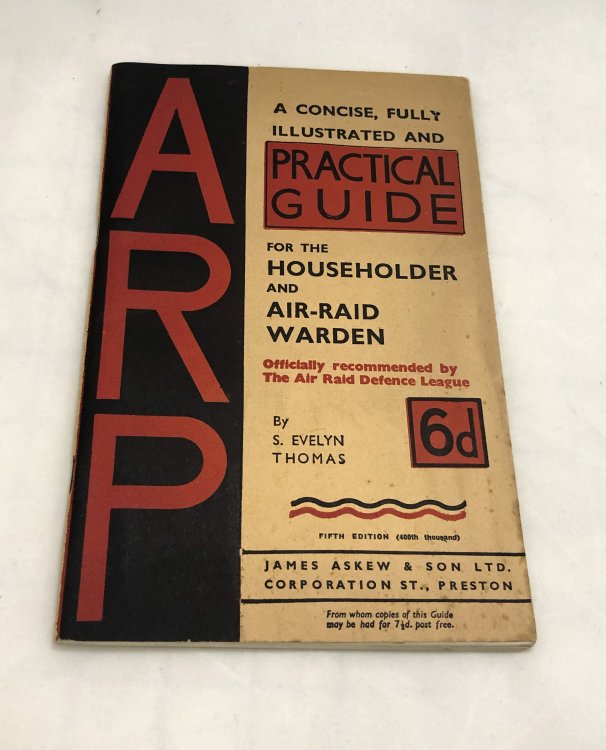 ARP
A CONCISE, FULLY
ILLUSTRATED AND
PRACTICAL
GUIDE
FOR THE
HOUSEHOLDER
AND
AIR-RAID
WARDEN
Officially recommended by
The Air Raid Defence League
By
S. EVELYN
THOMAS
6d
FIFTH EDITION (400th thousand)
JAMES ASKEW & SON LTD.
CORPORATION ST., PRESTON
From whom copies of this Guide
may be had for 7½d. post free.